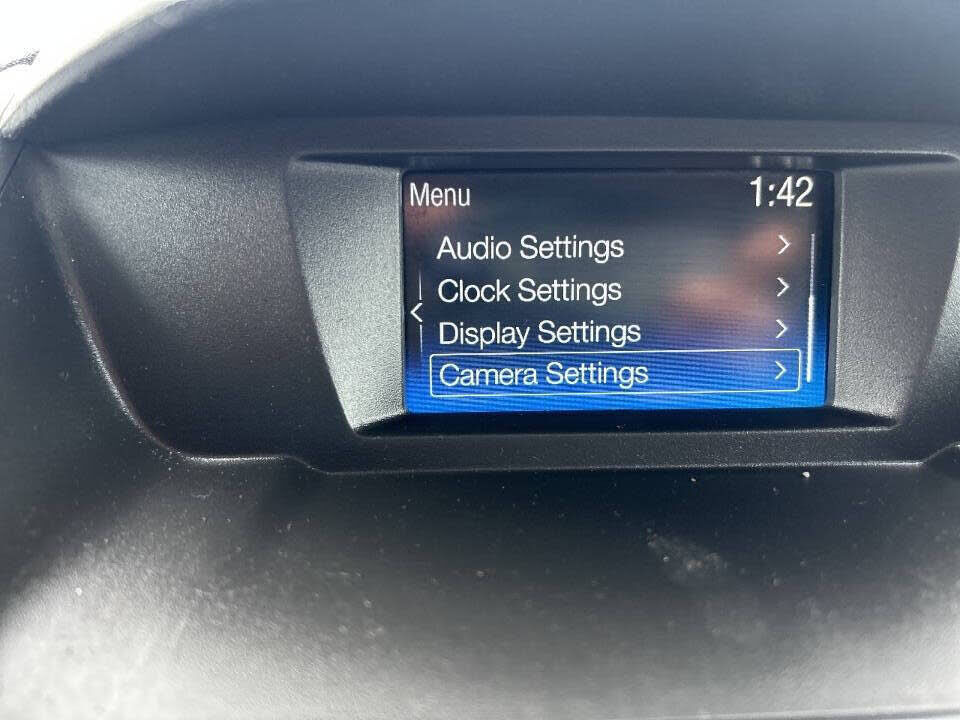 Menu 1:42
Audio Settings >
Clock Settings >
<
Display Settings >
Camera Settings >